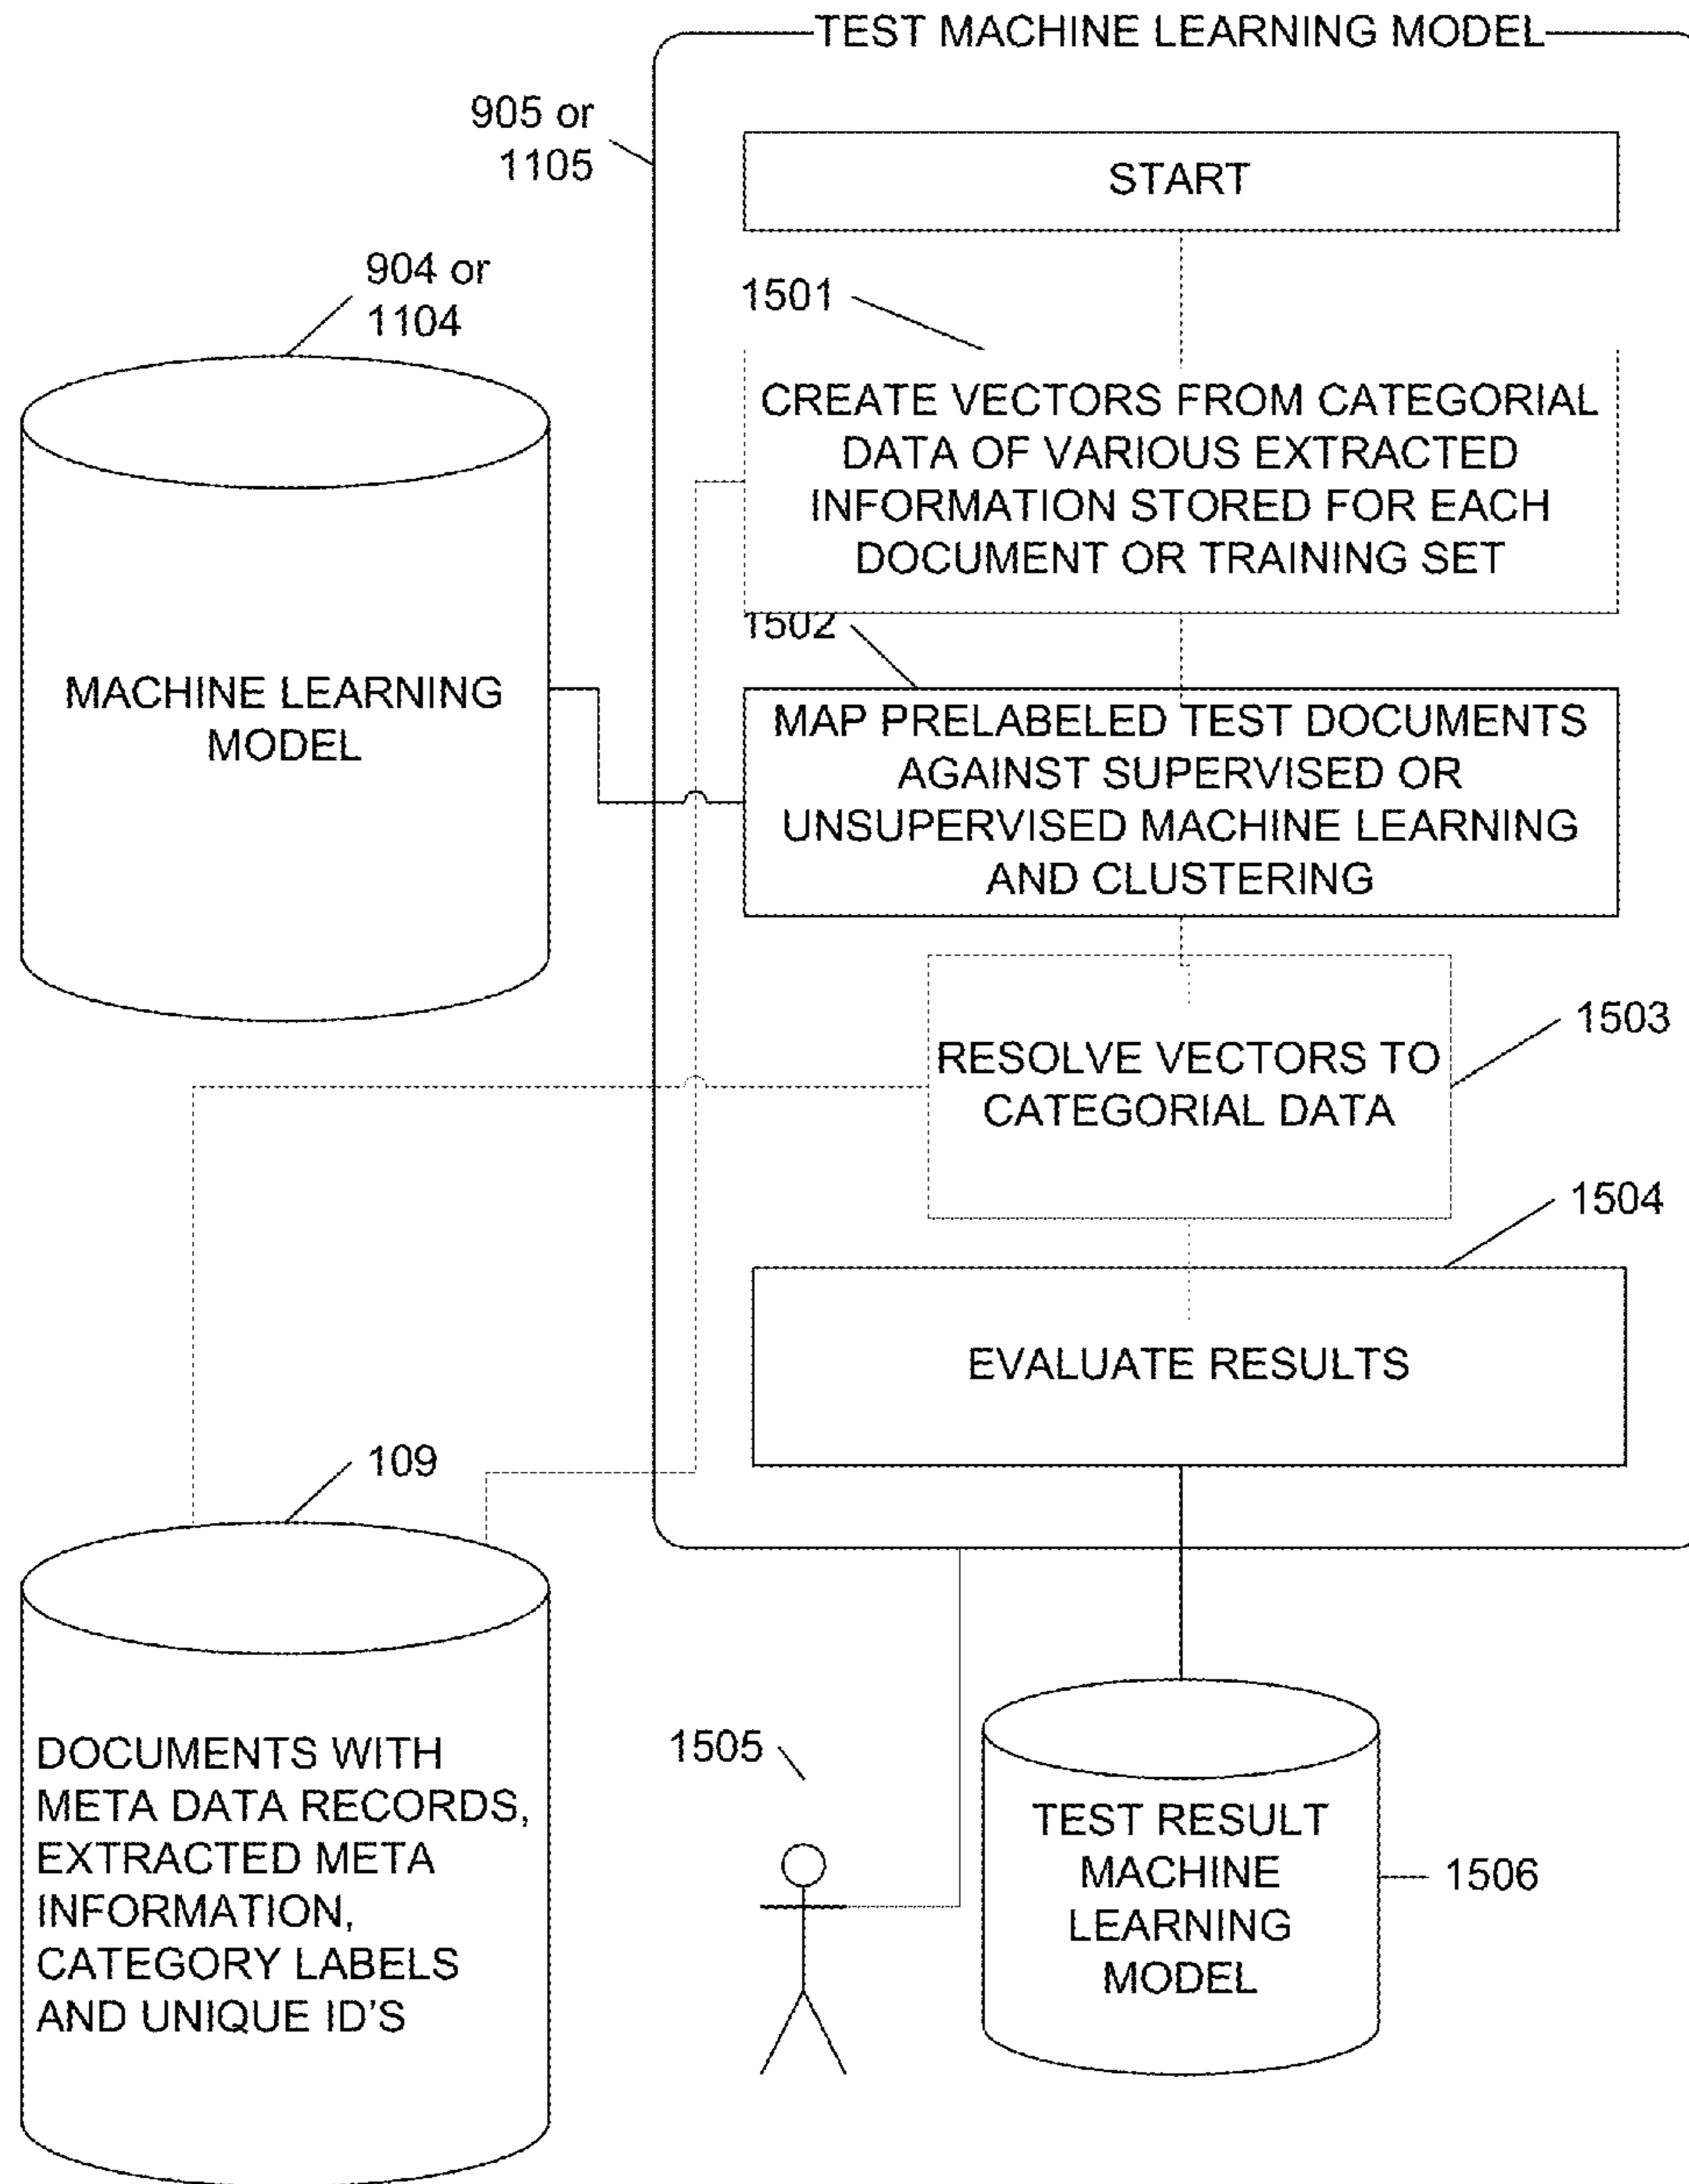 TEST MACHINE LEARNING MODEL
905 or
1105
START
904 or
1104
1501
CREATE VECTORS FROM CATEGORIAL
DATA OF VARIOUS EXTRACTED
INFORMATION STORED FOR EACH
DOCUMENT OR TRAINING SET
1502
MACHINE LEARNING
MODEL
MAP PRELABELED TEST DOCUMENTS
AGAINST SUPERVISED OR
UNSUPERVISED MACHINE LEARNING
AND CLUSTERING
1503
RESOLVE VECTORS TO
CATEGORIAL DATA
1504
EVALUATE RESULTS
109
DOCUMENTS WITH
META DATA RECORDS,
EXTRACTED META
INFORMATION,
CATEGORY LABELS
AND UNIQUE ID'S
1505
TEST RESULT
MACHINE
LEARNING
MODEL
1506